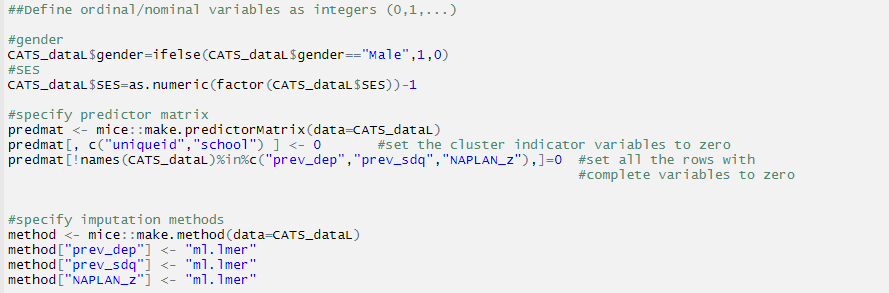 ##Define ordinal/nominal variables as integers (0,1,...)
#gender
CATS_dataL$gender=ifelse(CATS_dataL$gender=="Male",1,0)
#SES
CATS_dataL$SES=as.numeric(factor(CATS_dataL$SES))-1
#specify predictor matrix
predmat <- mice::make.predictorMatrix(data=CATS_dataL)
predmat[, c("uniqueid","school") ] <- 0 #set the cluster indicator variables to zero
predmat[!names(CATS_dataL)%in%c("prev_dep","prev_sdq","NAPLAN_z"),]=0 #set all the rows with
#complete variables to zero
#specify imputation methods
method <- mice::make.method(data=CATS_dataL)
method["prev_dep"] <- "ml.lmer"
method["prev_sdq"] <- "ml.lmer"
method["NAPLAN_z"] <- "ml.lmer"